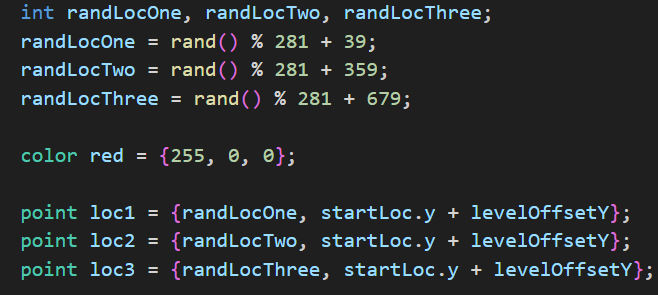 int randLocOne, randLocTwo, randLocThree;
randLocOne = rand() % 281 + 39;
randLocTwo = rand() % 281 + 359;
randLocThree = rand() % 281 + 679;
color red = {255, 0, 0};
point loc1 = {randLocOne, startLoc.y + levelOffsetY};
point loc2 = {randLocTwo, startLoc.y + levelOffsetY};
point loc3 = {randLocThree, startLoc.y + levelOffsetY};